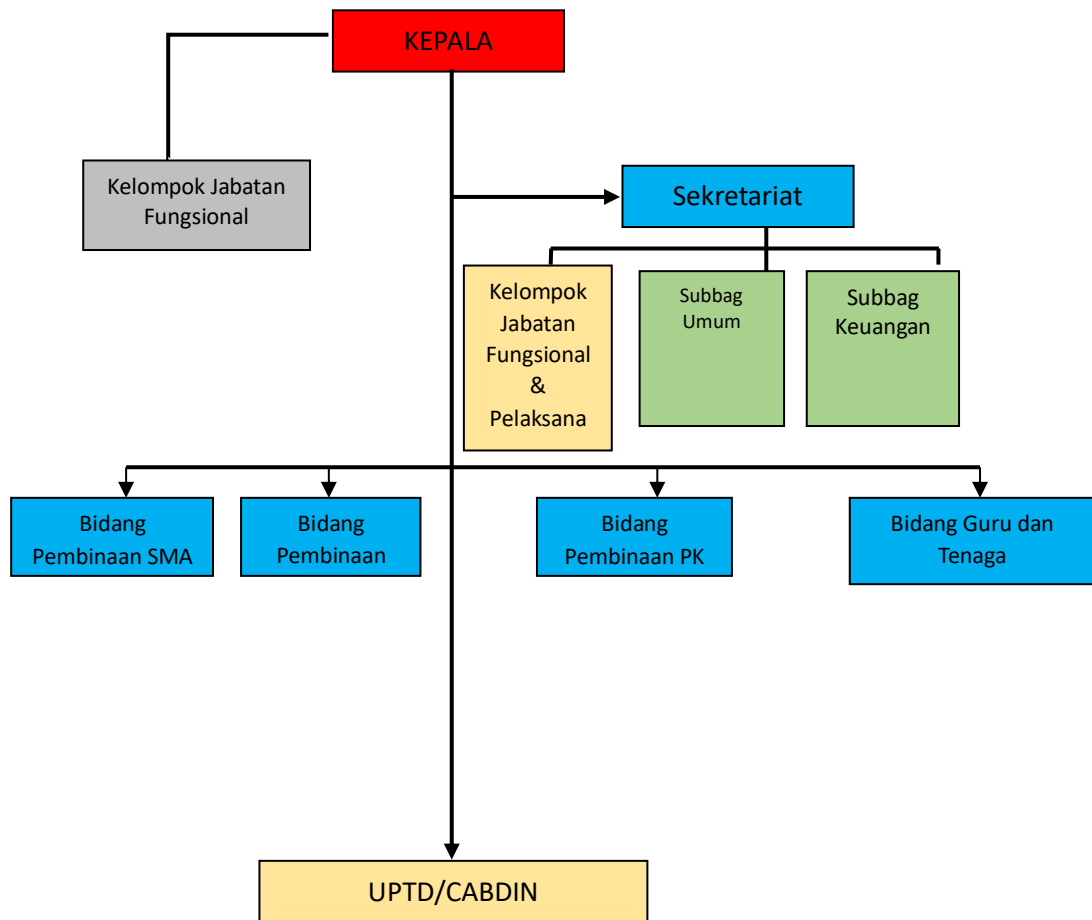 KEPALA
Kelompok Jabatan
Fungsional
Sekretariat
Kelompok
Jabatan
Fungsional
&
Pelaksana
Subbag
Umum
Subbag
Keuangan
Bidang
Pembinaan SMA
Bidang
Pembinaan
Bidang
Pembinaan PK
Bidang Guru dan
Tenaga
UPTD/CABDIN